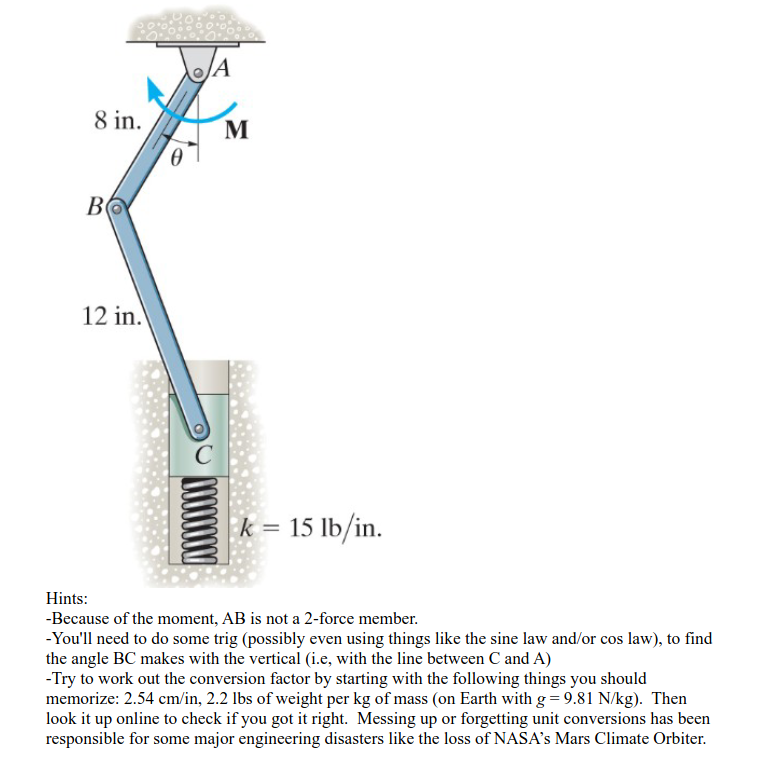 A
8 in.
M
θ
B
12 in.
C
k = 15 lb/in.
Hints:
-Because of the moment, AB is not a 2-force member.
-You'll need to do some trig (possibly even using things like the sine law and/or cos law), to find
the angle BC makes with the vertical (i.e, with the line between C and A)
-Try to work out the conversion factor by starting with the following things you should
memorize: 2.54 cm/in, 2.2 lbs of weight per kg of mass (on Earth with g = 9.81 N/kg).  Then
look it up online to check if you got it right.  Messing up or forgetting unit conversions has been
responsible for some major engineering disasters like the loss of NASA's Mars Climate Orbiter.